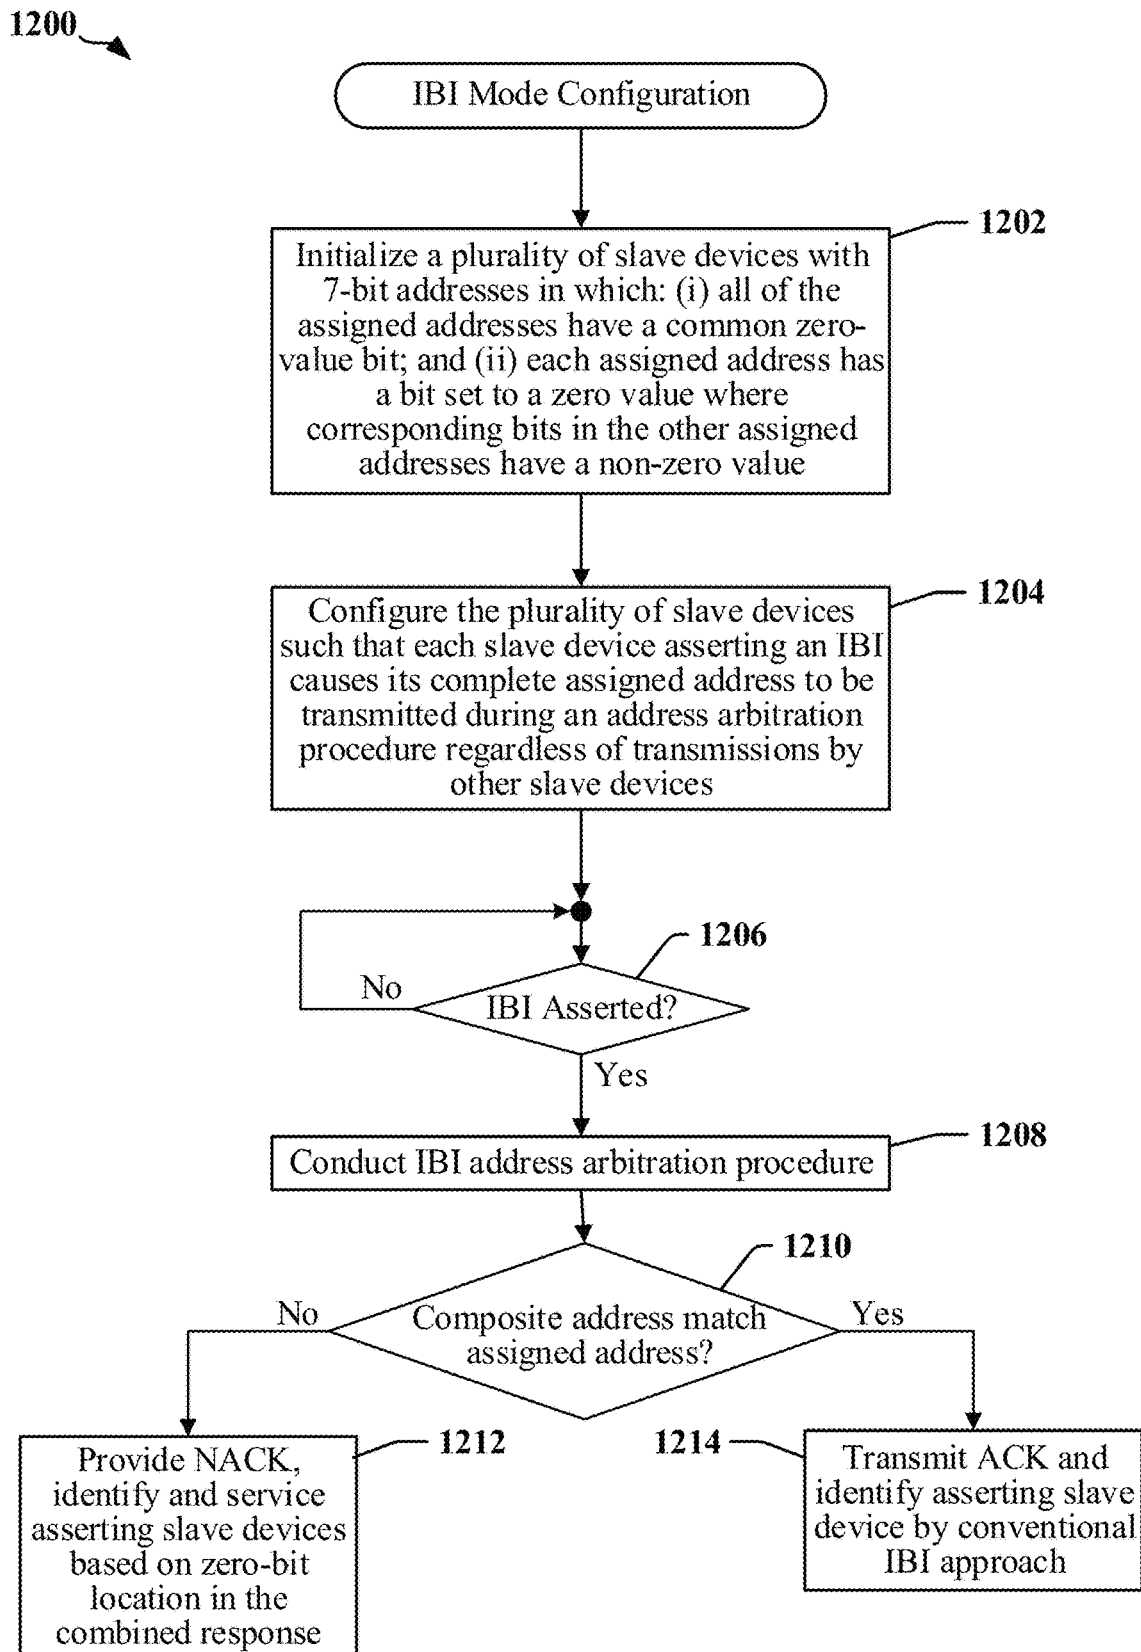 1200
IBI Mode Configuration
1202
Initialize a plurality of slave devices with
7-bit addresses in which: (i) all of the
assigned addresses have a common zero-
value bit; and (ii) each assigned address has
a bit set to a zero value where
corresponding bits in the other assigned
addresses have a non-zero value
1204
Configure the plurality of slave devices
such that each slave device asserting an IBI
causes its complete assigned address to be
transmitted during an address arbitration
procedure regardless of transmissions by
other slave devices
1206
No
IBI Asserted?
Yes
1208
Conduct IBI address arbitration procedure
1210
No
Yes
Composite address match
assigned address?
1212
1214
Provide NACK,
identify and service
asserting slave devices
based on zero-bit
location in the
combined response
Transmit ACK and
identify asserting slave
device by conventional
IBI approach